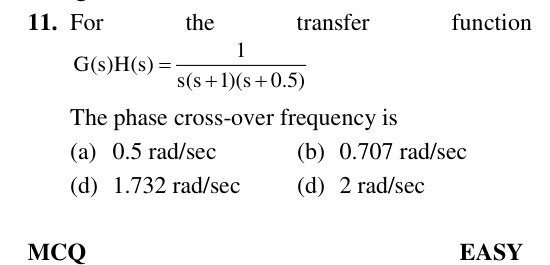 11. For the transfer function
G(s)H(s) = 1 / s(s+1)(s+0.5)
The phase cross-over frequency is
(a) 0.5 rad/sec (b) 0.707 rad/sec
(d) 1.732 rad/sec (d) 2 rad/sec
MCQ EASY